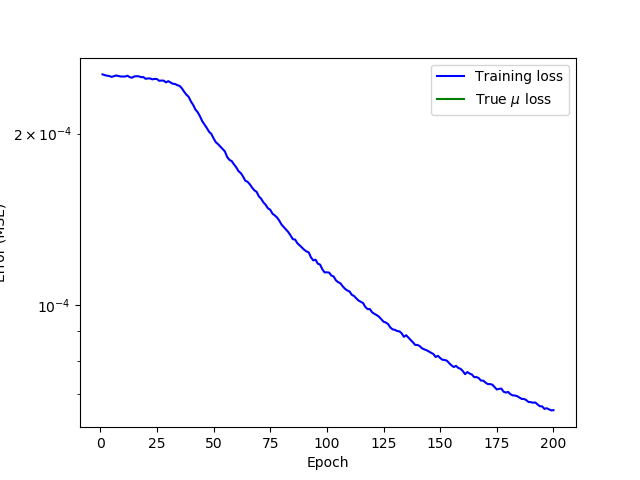 Training loss
True μ loss
2 × 10⁻⁴
10⁻⁴
Error (MSE)
0 25 50 75 100 125 150 175 200
Epoch